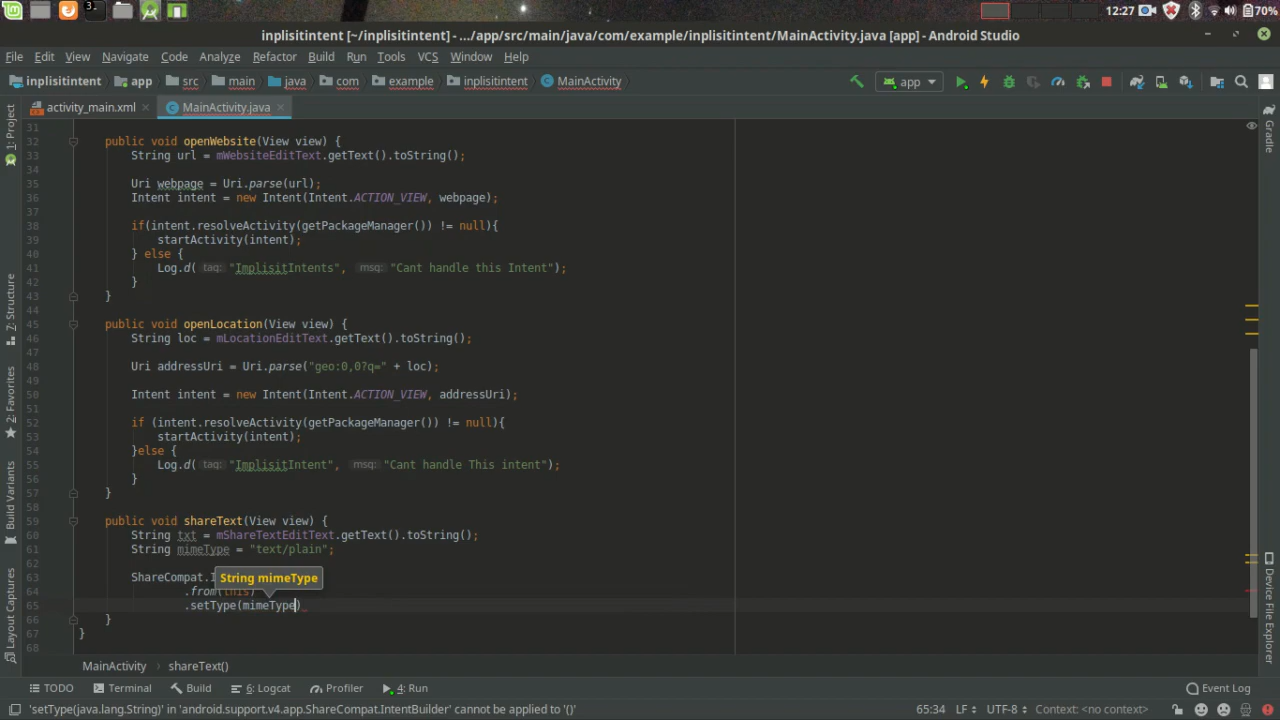 12:27 70%
inplisitintent [~/inplisitintent] - .../app/src/main/java/com/example/inplisitintent/MainActivity.java [app] - Android Studio
File Edit View Navigate Code Analyze Refactor Build Run Tools VCS Window Help
inplisitintent app src main java com example inplisitintent MainActivity app
activity_main.xml MainActivity.java
1: Project
7: Structure
2: Favorites
Build Variants
Layout Captures
31
32 public void openWebsite(View view) {
33 String url = mWebsiteEditText.getText().toString();
34
35 Uri webpage = Uri.parse(url);
36 Intent intent = new Intent(Intent.ACTION_VIEW, webpage);
37
38 if(intent.resolveActivity(getPackageManager()) != null){
39 startActivity(intent);
40 } else {
41 Log.d( tag: "ImplisitIntents", msg: "Cant handle this Intent");
42 }
43 }
44
45 public void openLocation(View view) {
46 String loc = mLocationEditText.getText().toString();
47
48 Uri addressUri = Uri.parse("geo:0,0?q=" + loc);
49
50 Intent intent = new Intent(Intent.ACTION_VIEW, addressUri);
51
52 if (intent.resolveActivity(getPackageManager()) != null){
53 startActivity(intent);
54 }else {
55 Log.d( tag: "ImplisitIntent", msg: "Cant handle This intent");
56 }
57 }
58
59 public void shareText(View view) {
60 String txt = mShareTextEditText.getText().toString();
61 String mimeType = "text/plain";
62
63 ShareCompat.I
String mimeType
64 .from(this)
65 .setType(mimeType)
66 }
67 }
68
Gradle
Device File Explorer
MainActivity shareText()
TODO Terminal Build 6: Logcat Profiler 4: Run Event Log
'setType(java.lang.String)' in 'android.support.v4.app.ShareCompat.IntentBuilder' cannot be applied to '()' 65:34 LF UTF-8 Context: <no context>